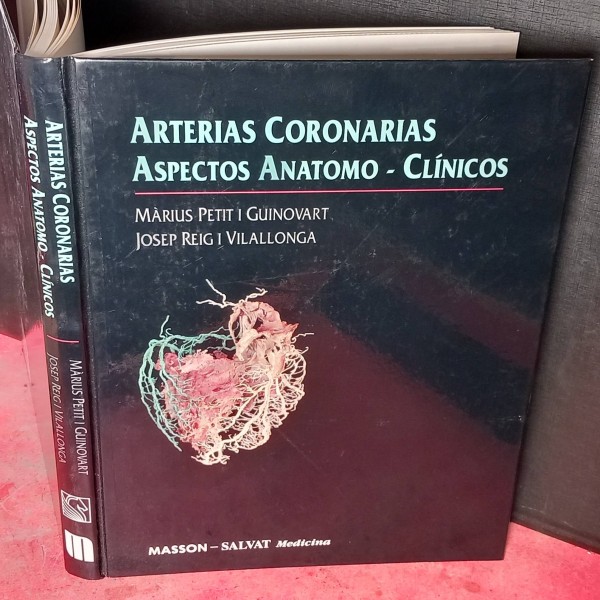 ARTERIAS CORONARIAS
ASPECTOS ANATOMO - CLÍNICOS
MÀRIUS PETIT I GUINOVART
JOSEP REIG I VILALLONGA
MASSON – SALVAT Medicina
ARTERIAS CORONARIAS
ASPECTOS ANATOMO - CLÍNICOS
MÀRIUS PETIT I GUINOVART
JOSEP REIG I VILALLONGA
m